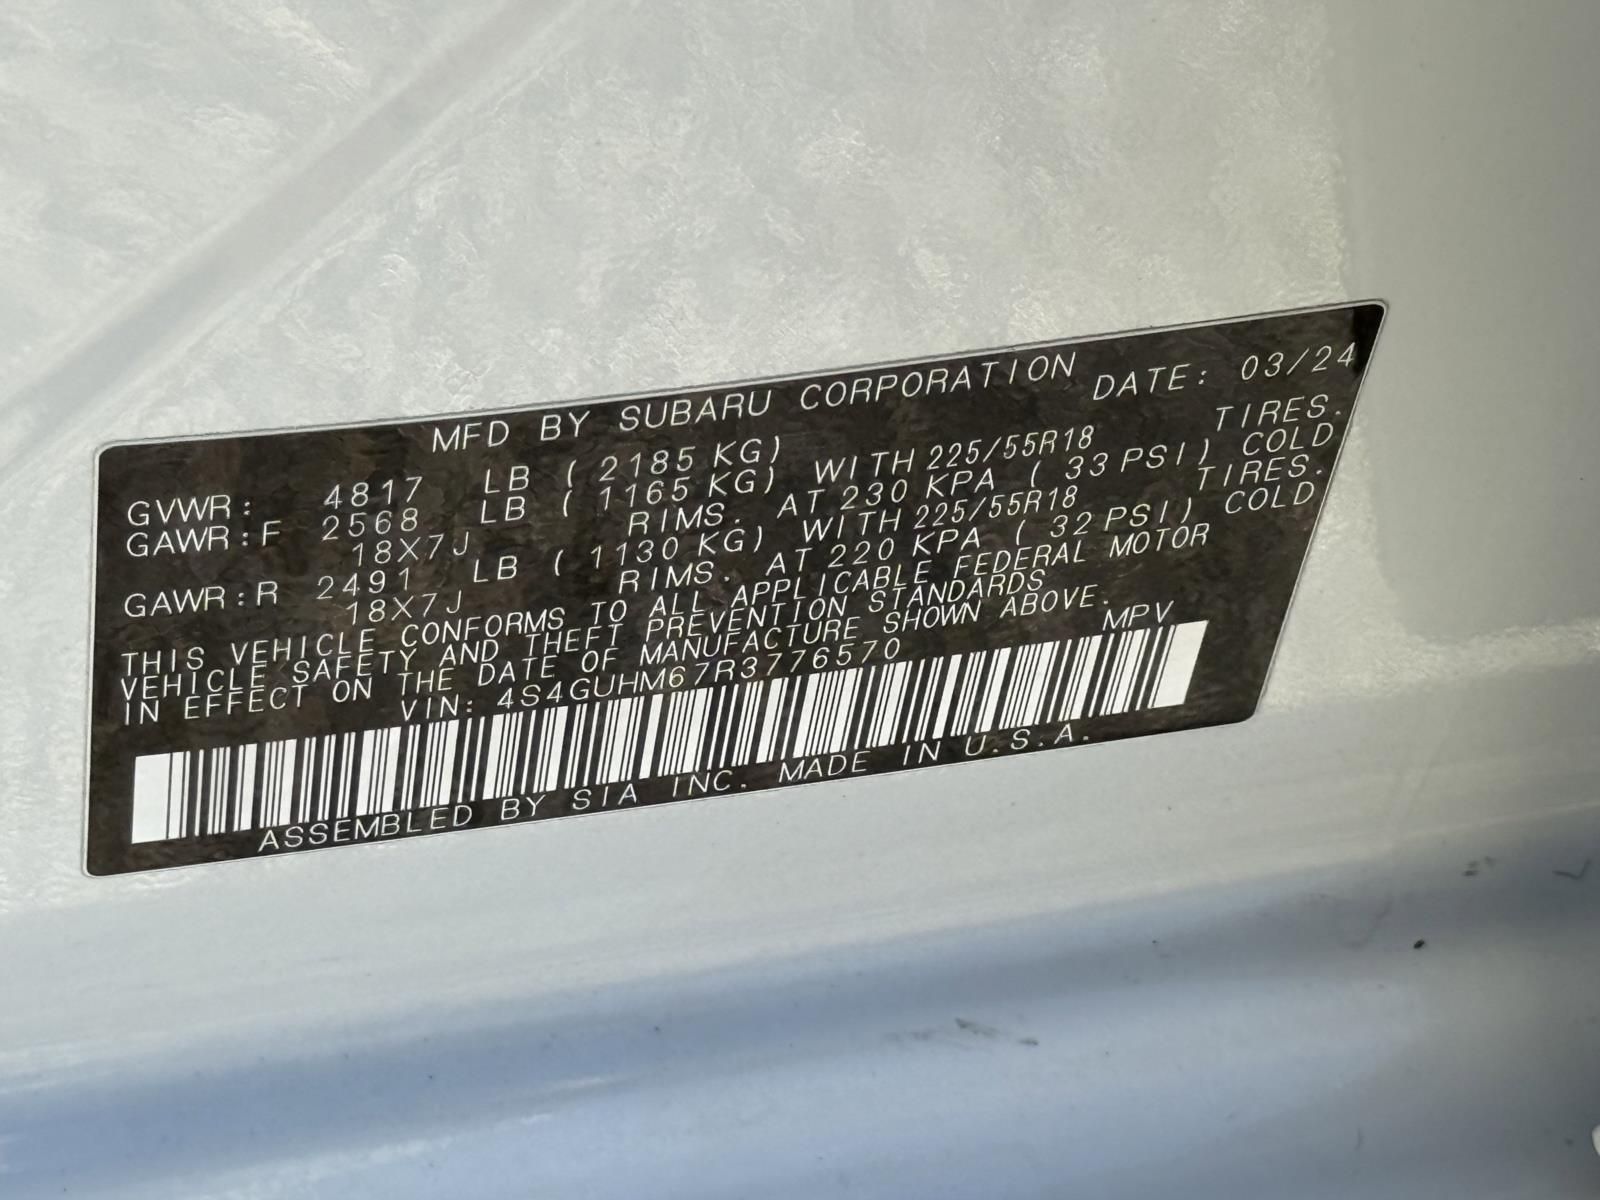 MFD BY SUBARU CORPORATION DATE: 03/24
GVWR: 4817 LB ( 2185 KG)
GAWR:F 2568 LB ( 1165 KG) WITH 225/55R18 TIRES.
18X7J RIMS. AT 230 KPA ( 33 PSI) COLD
GAWR:R 2491 LB ( 1130 KG) WITH 225/55R18 TIRES.
18X7J RIMS. AT 220 KPA ( 32 PSI) COLD
THIS VEHICLE CONFORMS TO ALL APPLICABLE FEDERAL MOTOR
VEHICLE SAFETY AND THEFT PREVENTION STANDARDS
IN EFFECT ON THE DATE OF MANUFACTURE SHOWN ABOVE.
VIN: 4S4GUHM67R3776570 MPV
ASSEMBLED BY SIA INC. MADE IN U.S.A.